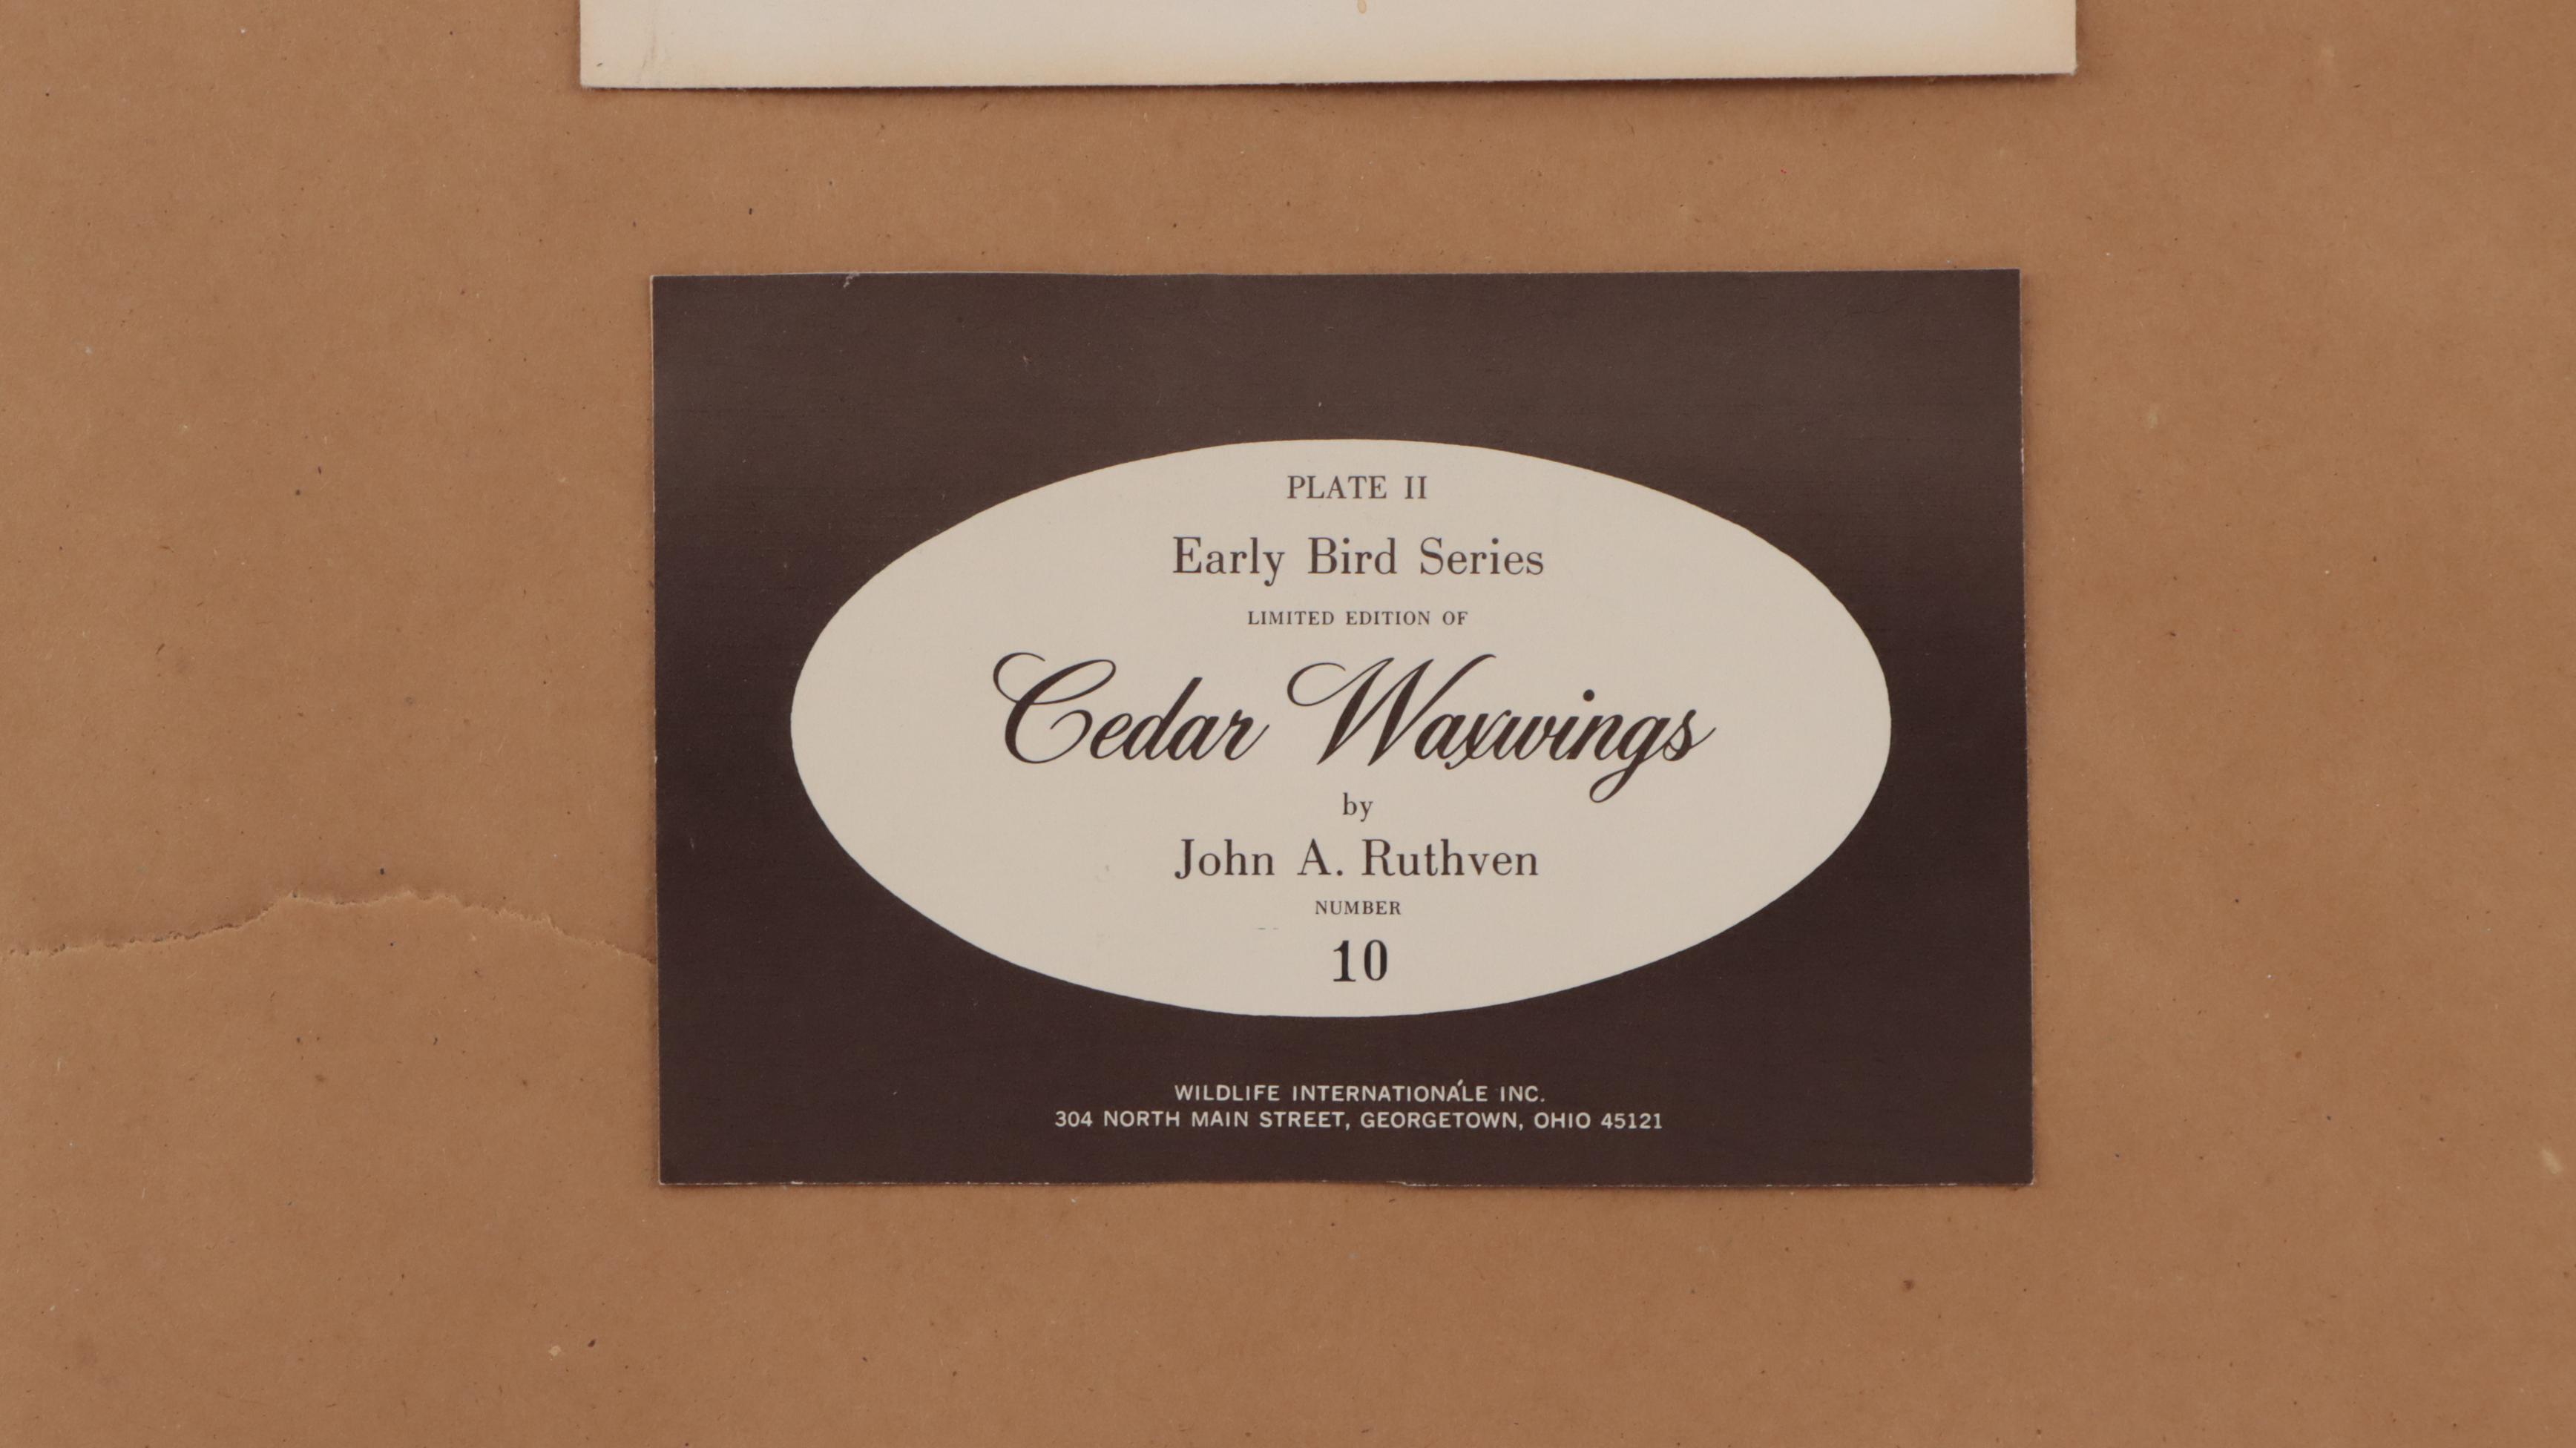 PLATE II
Early Bird Series
LIMITED EDITION OF
Cedar Waxwings
by
John A. Ruthven
NUMBER
10
WILDLIFE INTERNATIONÁLE INC.
304 NORTH MAIN STREET, GEORGETOWN, OHIO 45121